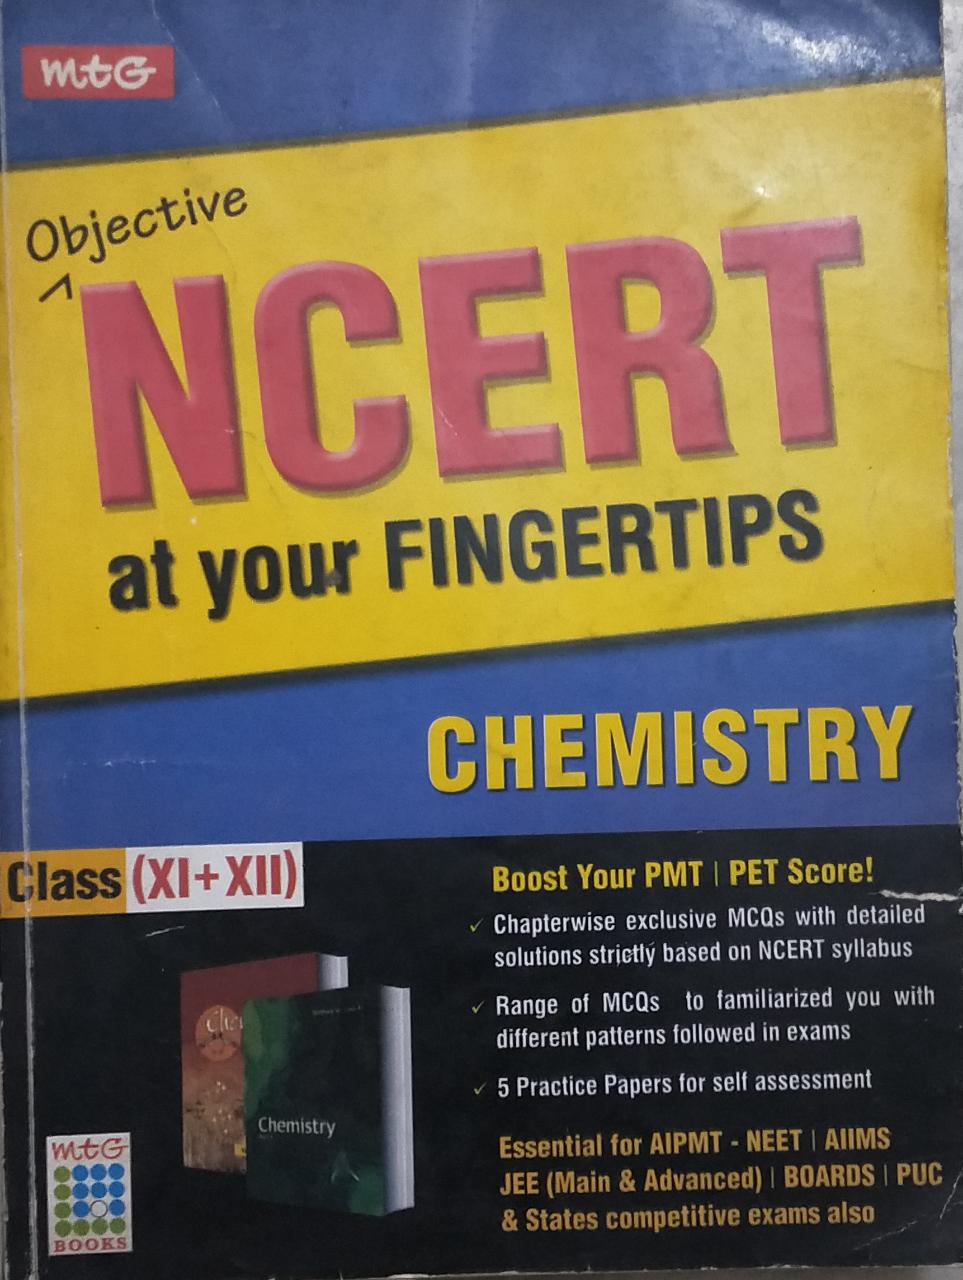 mtG
Objective
NCERT
at your FINGERTIPS
CHEMISTRY
Class (XI+XII)
Boost Your PMT | PET Score!
✓ Chapterwise exclusive MCQs with detailed
solutions strictly based on NCERT syllabus
✓ Range of MCQs to familiarized you with
different patterns followed in exams
✓ 5 Practice Papers for self assessment
Essential for AIPMT - NEET | AIIMS
JEE (Main & Advanced) | BOARDS | PUC
& States competitive exams also
Chemistry
mtG
BOOKS